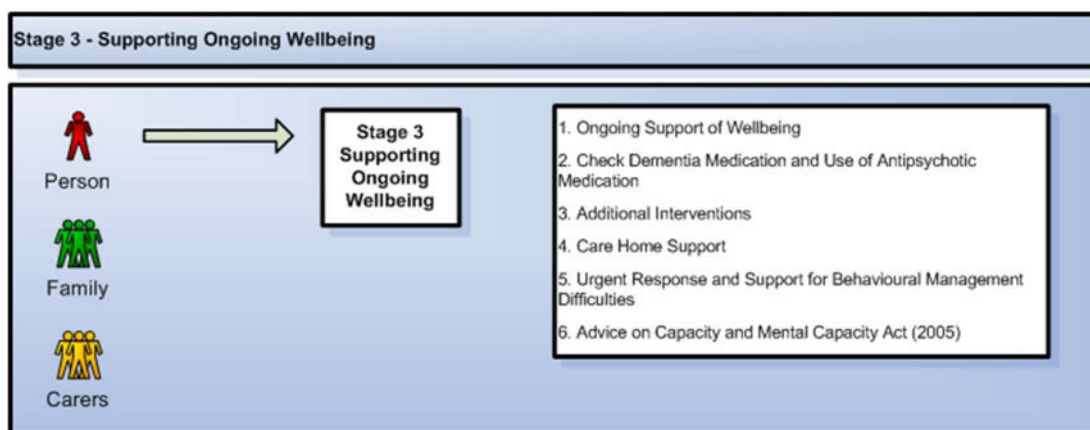 Stage 3 - Supporting Ongoing Wellbeing
Person
Family
Carers
Stage 3
Supporting
Ongoing
Wellbeing
1. Ongoing Support of Wellbeing
2. Check Dementia Medication and Use of Antipsychotic
Medication
3. Additional Interventions
4. Care Home Support
5. Urgent Response and Support for Behavioural Management
Difficulties
6. Advice on Capacity and Mental Capacity Act (2005)